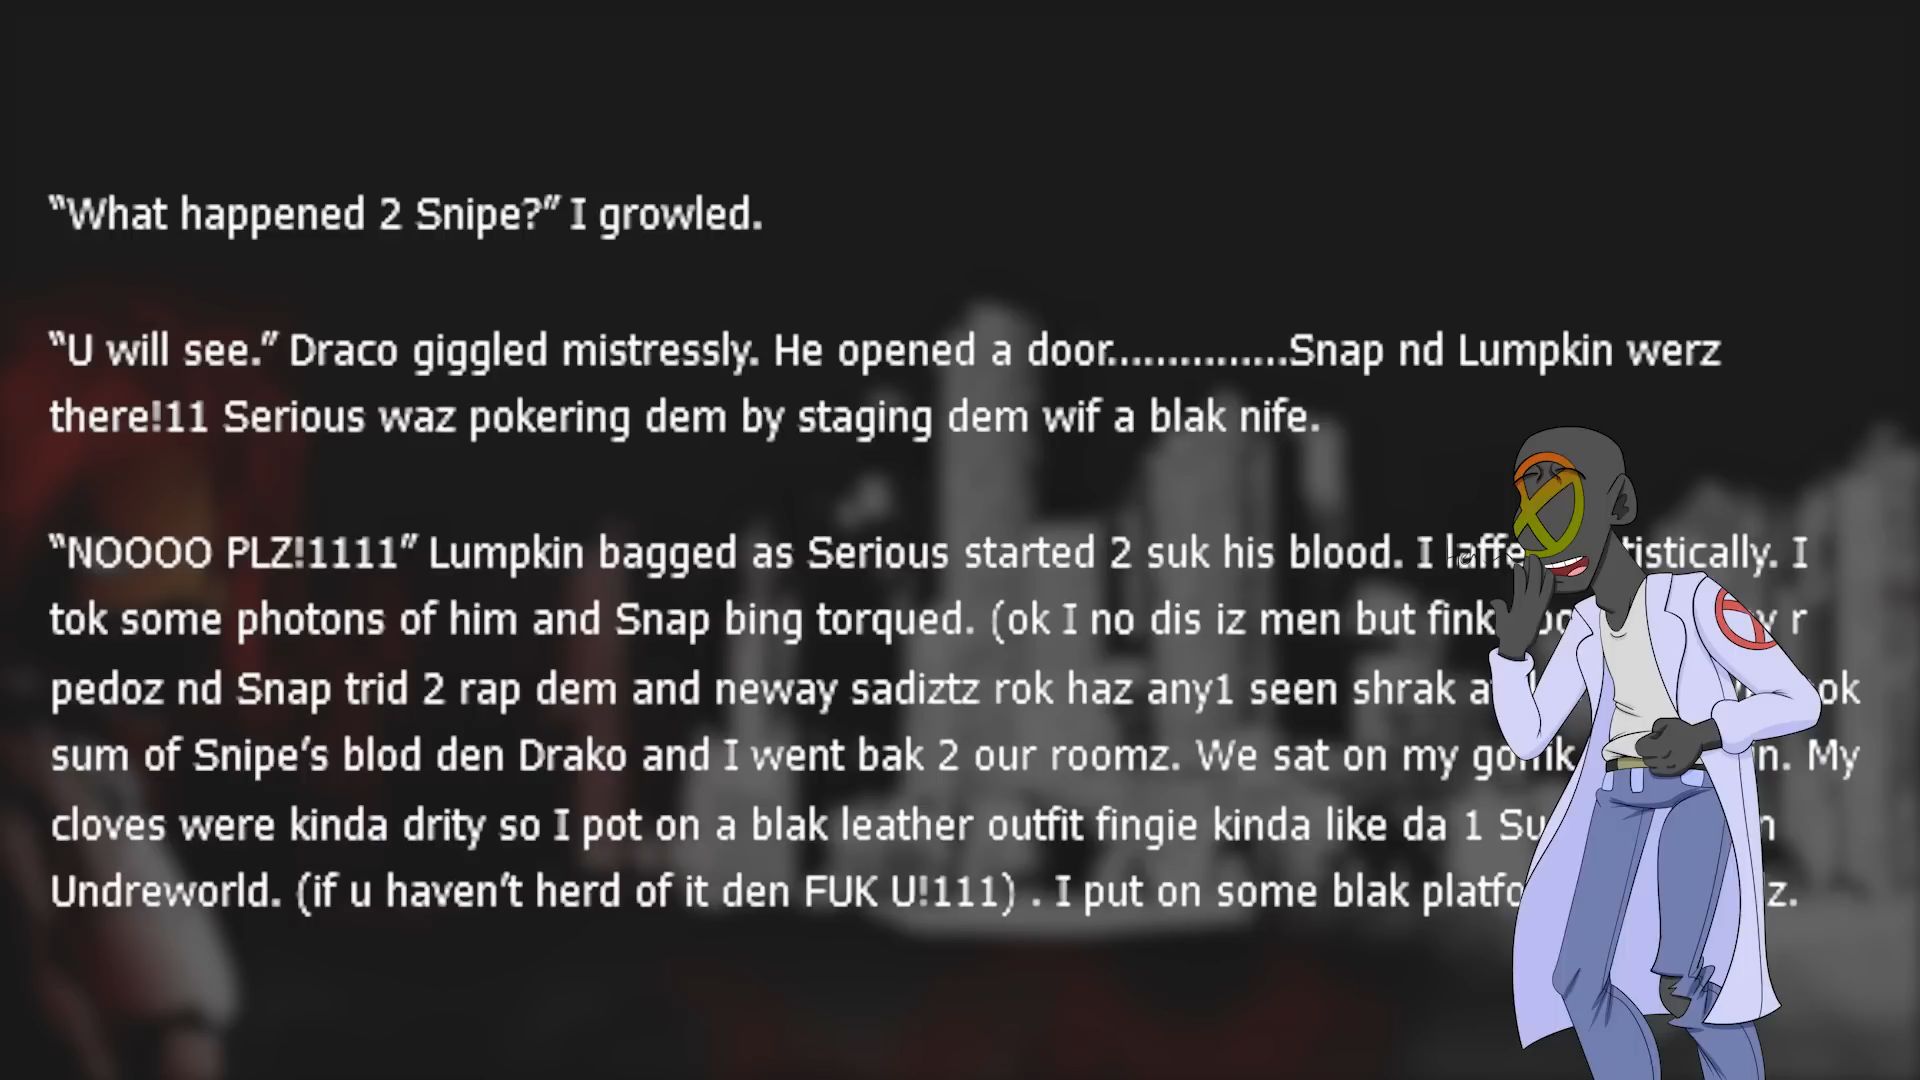 “What happened 2 Snipe?” I growled.
“U will see.” Draco giggled mistressly. He opened a door...............Snap nd Lumpkin werz
there!11 Serious waz pokering dem by staging dem wif a blak nife.
“NOOOO PLZ!1111” Lumpkin bagged as Serious started 2 suk his blood. I
tok some photons of him and Snap bing torqued. (ok I no dis iz men but fink r
pedoz nd Snap trid 2 rap dem and neway sadiztz rok haz any1 seen shrak
sum of Snipe’s blod den Drako and I went bak 2 our roomz. We sat on my My
cloves were kinda drity so I pot on a blak leather outfit fingie kinda like da 1
Undreworld. (if u haven’t herd of it den FUK U!111) . I put on some blak